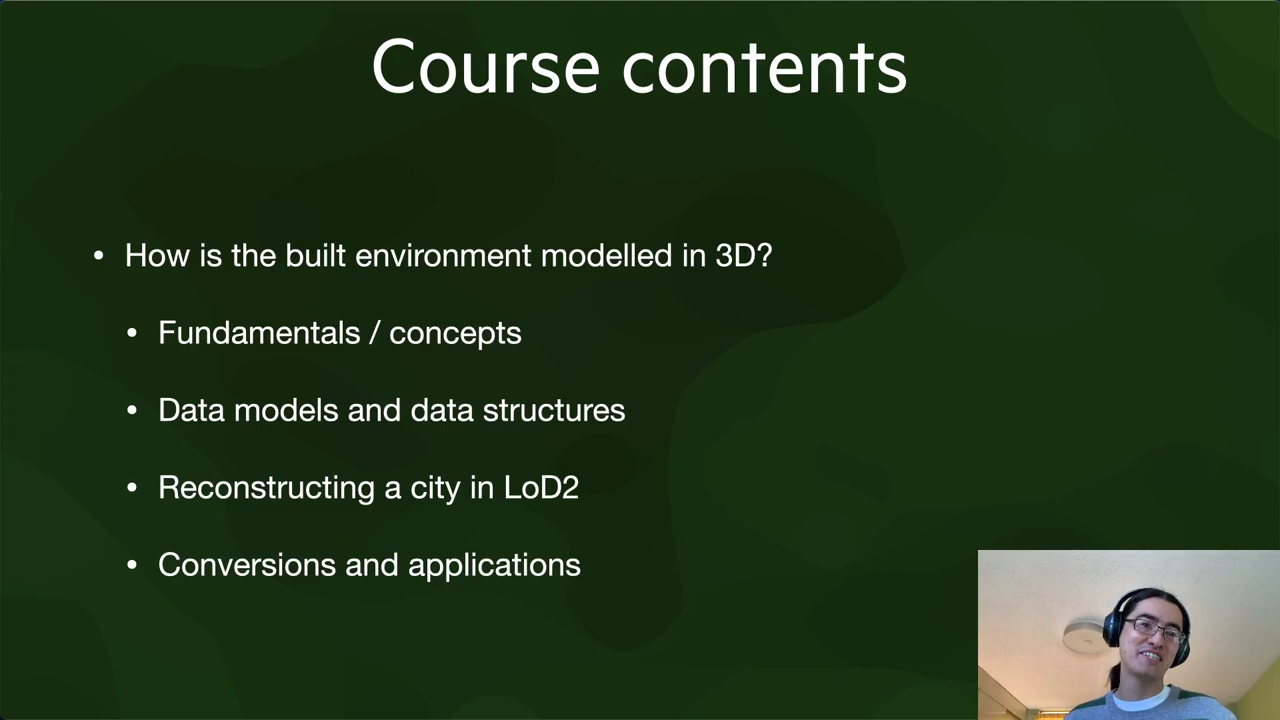 Course contents
• How is the built environment modelled in 3D?
• Fundamentals / concepts
• Data models and data structures
• Reconstructing a city in LoD2
• Conversions and applications